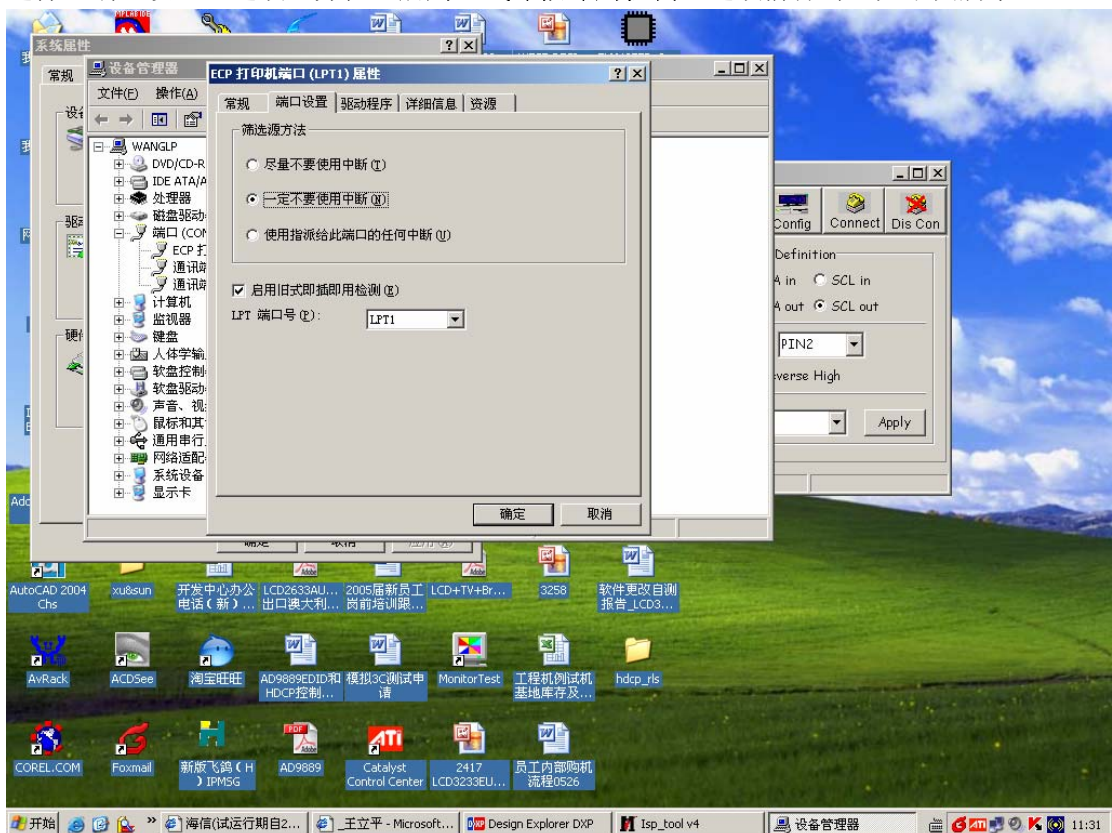 系统属性
常规
设备管理器
文件(F) 操作(A)
WANGLP
DVD/CD-R
IDE ATA/A
处理器
磁盘驱动
端口 (COM
ECP 打
通讯端
通讯端
计算机
监视器
键盘
人体学输
软盘控制
软盘驱动
声音、视
鼠标和其
通用串行
网络适配
系统设备
显示卡
ECP 打印机端口 (LPT1) 属性
常规 端口设置 驱动程序 详细信息 资源
筛选源方法
尽量不要使用中断(T)
一定不要使用中断(N)
使用指派给此端口的任何中断(U)
启用旧式即插即用检测(E)
LPT 端口号(P):
LPT1
确定 取消
Config Connect Dis Con
Definition
A in SCL in
A out SCL out
PIN2
verse High
Apply
AutoCAD 2004 Chs
xu8sun
开发中心办公电话(新)...
LCD2633AU... 出口澳大利...
2005届新员工岗前培训跟...
LCD+TV+Br...
3258
软件更改自测报告_LCD3...
AvRack
ACDSee
淘宝旺旺
AD9889EDID和HDCP控制...
模拟3C测试申请
MonitorTest
工程机例试机基地库存及...
hdcp_rls
COREL.COM
Foxmail
新版飞鸽(H)IPMSG
AD9889
Catalyst Control Center
2417 LCD3233EU...
员工内部购机流程0526
开始
海信(试运行期自2...
_王立平 - Microsoft...
Design Explorer DXP
Isp_tool v4
设备管理器
11:31